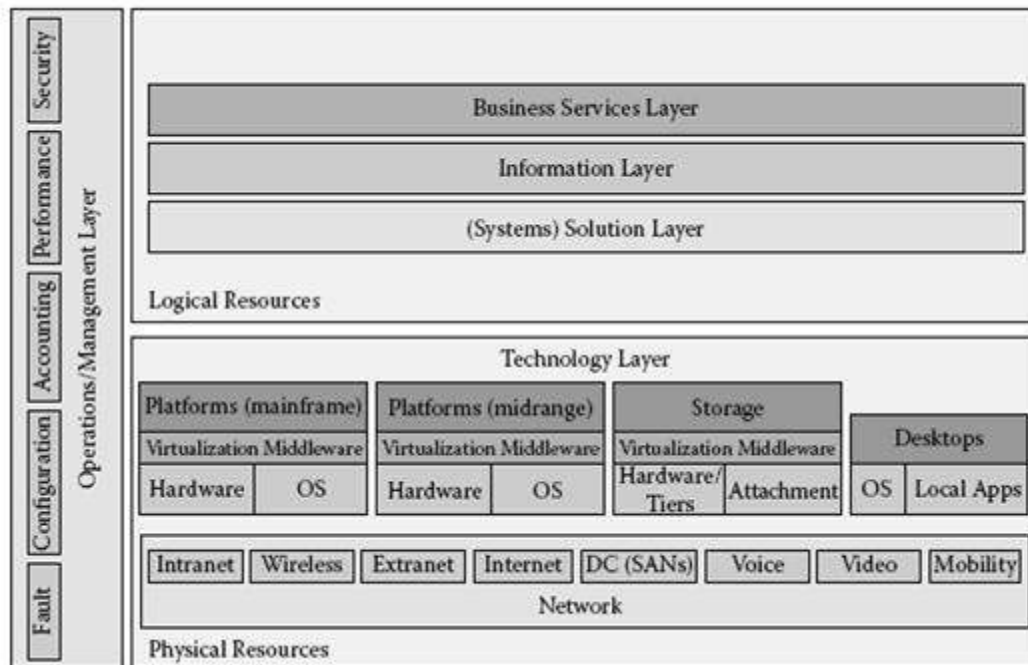 Security
Performance
Accounting
Configuration
Fault
Operations/Management Layer
Business Services Layer
Information Layer
(Systems) Solution Layer
Logical Resources
Technology Layer
Platforms (mainframe)
Virtualization Middleware
Hardware
OS
Platforms (midrange)
Virtualization Middleware
Hardware
OS
Storage
Virtualization Middleware
Hardware/
Tiers
Attachment
Desktops
OS
Local Apps
Intranet
Wireless
Extranet
Internet
DC (SANs)
Voice
Video
Mobility
Network
Physical Resources